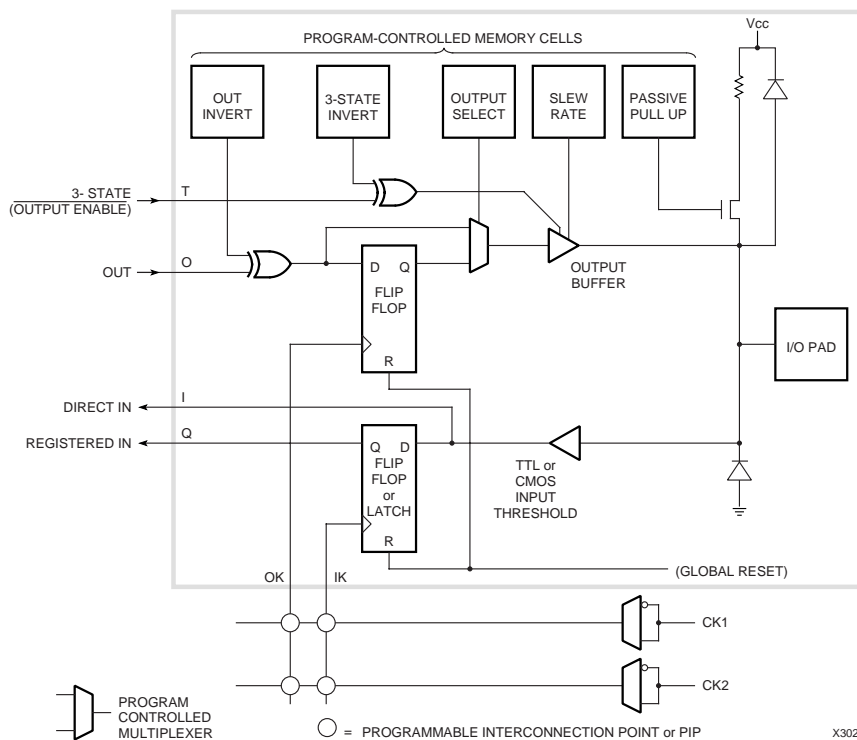 Vcc
PROGRAM-CONTROLLED MEMORY CELLS
OUT
INVERT
3-STATE
INVERT
OUTPUT
SELECT
SLEW
RATE
PASSIVE
PULL UP
3- STATE
(OUTPUT ENABLE)
T
OUT
O
D Q
FLIP
FLOP
R
OUTPUT
BUFFER
I/O PAD
DIRECT IN
I
REGISTERED IN
Q
Q D
FLIP
FLOP
or
LATCH
R
TTL or
CMOS
INPUT
THRESHOLD
OK
IK
(GLOBAL RESET)
CK1
CK2
PROGRAM
CONTROLLED
MULTIPLEXER
= PROGRAMMABLE INTERCONNECTION POINT or PIP
X302